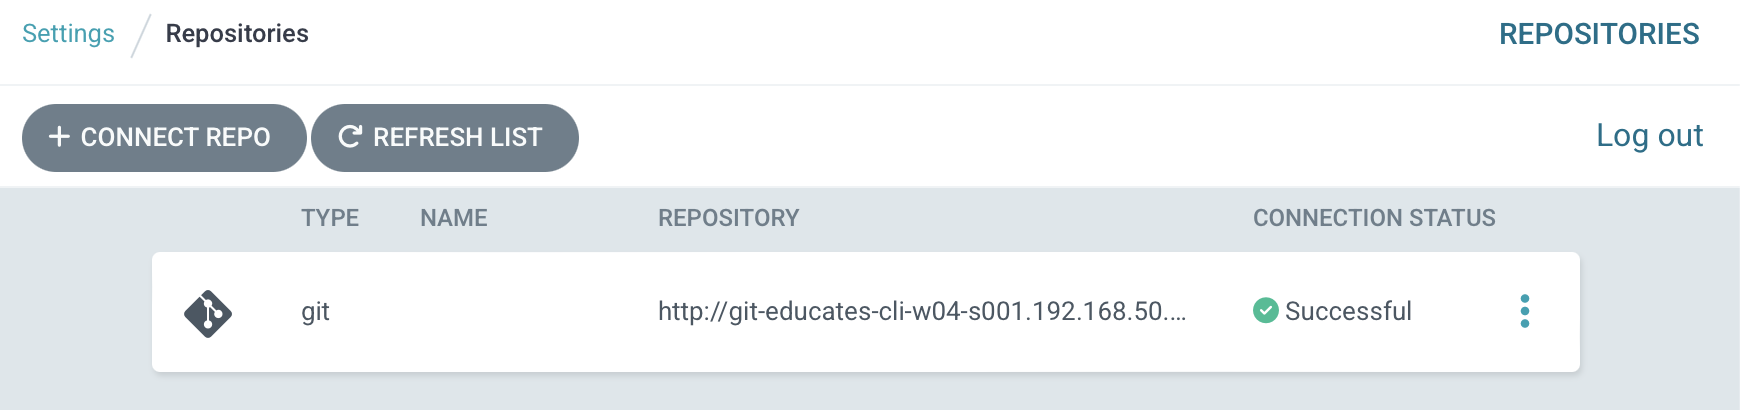 Settings / Repositories REPOSITORIES
+ CONNECT REPO REFRESH LIST Log out
TYPE NAME REPOSITORY CONNECTION STATUS
git http://git-educates-cli-w04-s001.192.168.50.... Successful